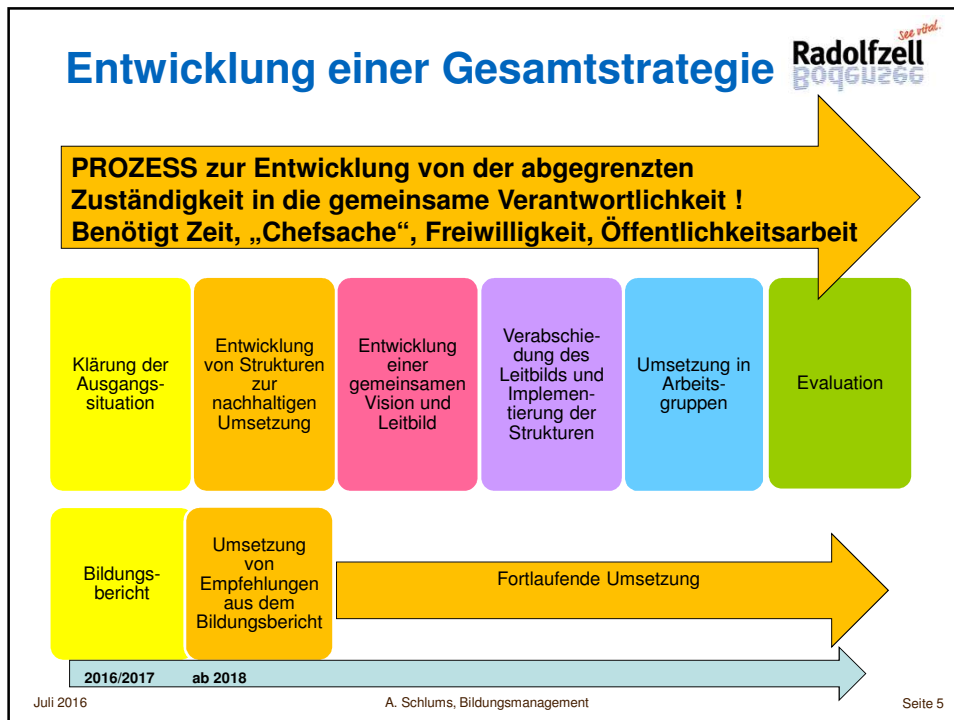 Entwicklung einer Gesamtstrategie
See vital.
Radolfzell
Bodensee
PROZESS zur Entwicklung von der abgegrenzten
Zuständigkeit in die gemeinsame Verantwortlichkeit !
Benötigt Zeit, „Chefsache“, Freiwilligkeit, Öffentlichkeitsarbeit
Klärung der
Ausgangs-
situation
Entwicklung
von Strukturen
zur
nachhaltigen
Umsetzung
Entwicklung
einer
gemeinsamen
Vision und
Leitbild
Verabschie-
dung des
Leitbilds und
Implemen-
tierung der
Strukturen
Umsetzung in
Arbeits-
gruppen
Evaluation
Bildungs-
bericht
Umsetzung
von
Empfehlungen
aus dem
Bildungsbericht
Fortlaufende Umsetzung
2016/2017 ab 2018
Juli 2016 A. Schlums, Bildungsmanagement Seite 5